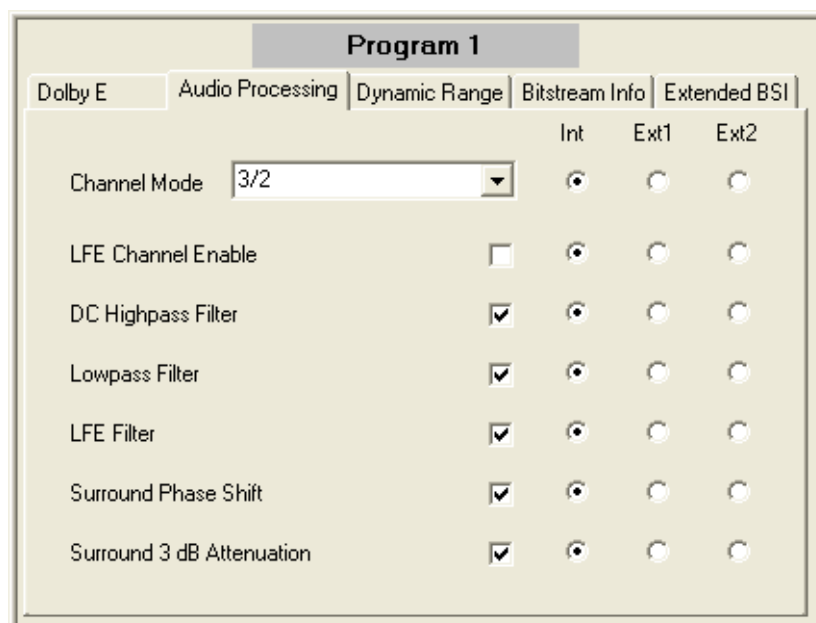 Program 1
Dolby E Audio Processing Dynamic Range Bitstream Info Extended BSI
Int Ext1 Ext2
Channel Mode 3/2
LFE Channel Enable
DC Highpass Filter
Lowpass Filter
LFE Filter
Surround Phase Shift
Surround 3 dB Attenuation